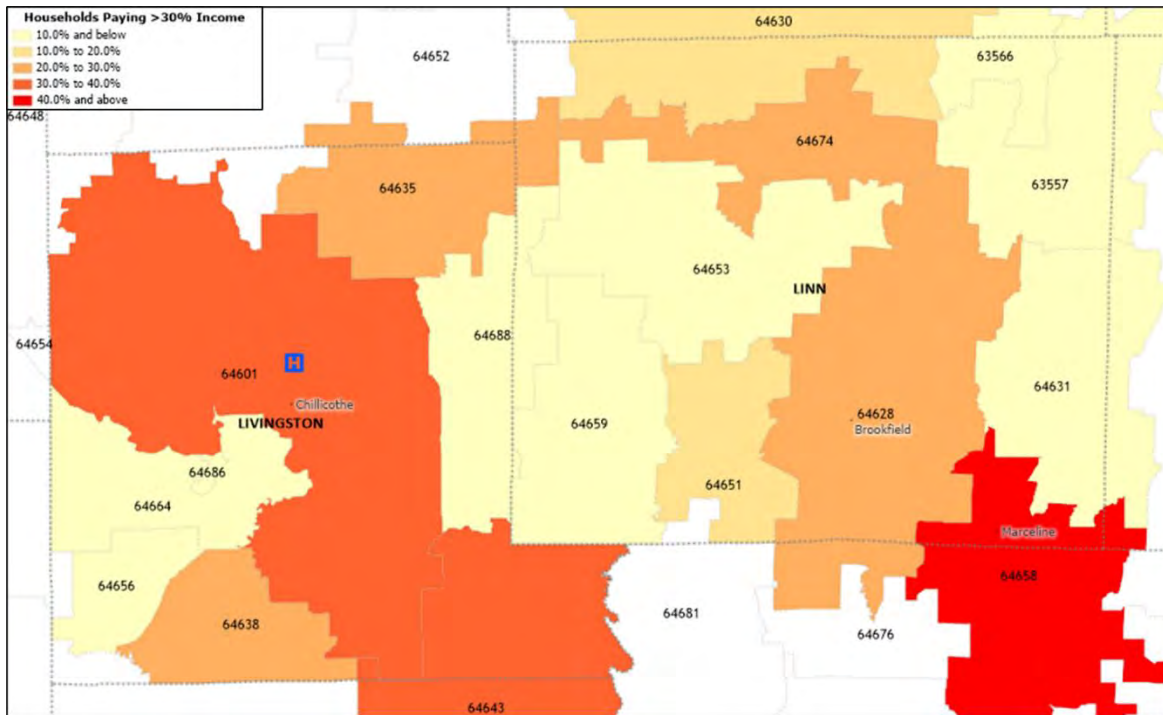 Households Paying >30% Income
10.0% and below
10.0% to 20.0%
20.0% to 30.0%
30.0% to 40.0%
40.0% and above
64630
64652
63566
64648
64674
64635
63557
64653
LINN
64688
64654
H
64601
64631
Chillicothe
64628
LIVINGSTON
64659
Brookfield
64686
64651
64664
Marceline
64658
64656
64681
64638
64676
64643